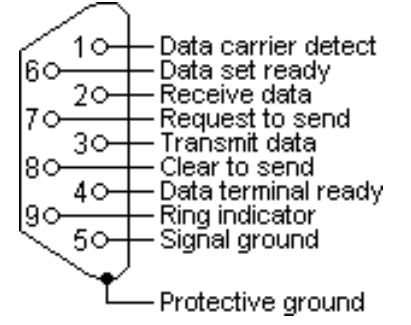 1 Data carrier detect
6 Data set ready
2 Receive data
7 Request to send
3 Transmit data
8 Clear to send
4 Data terminal ready
9 Ring indicator
5 Signal ground
Protective ground